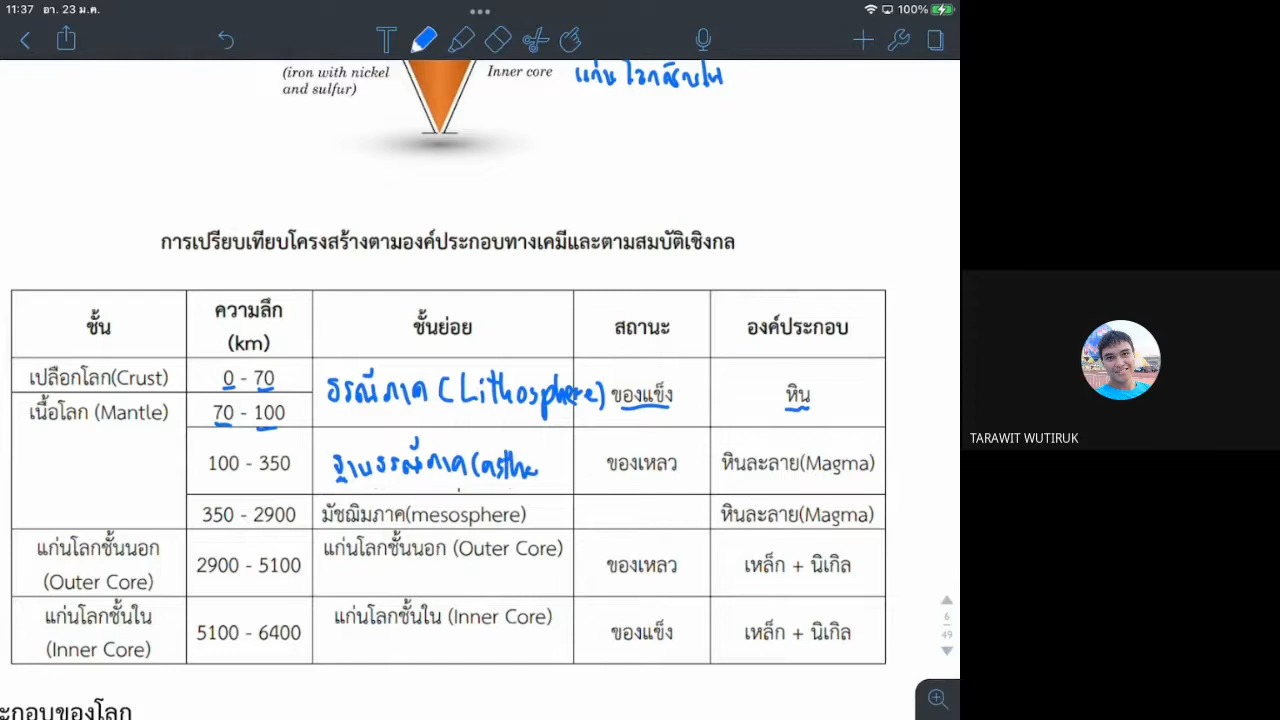 11:37 อา. 23 ม.ค.
100%
(iron with nickel
and sulfur)
Inner core
แก่นโลกชั้นใน
การเปรียบเทียบโครงสร้างตามองค์ประกอบทางเคมีและตามสมบัติเชิงกล
ชั้น
ความลึก
(km)
ชั้นย่อย
สถานะ
องค์ประกอบ
เปลือกโลก(Crust)
0 - 70
ธรณีภาค (Lithosphere)
ของแข็ง
หิน
เนื้อโลก (Mantle)
70 - 100
100 - 350
ฐานธรณีภาค(asthe
ของเหลว
หินละลาย(Magma)
350 - 2900
มัชฌิมภาค(mesosphere)
หินละลาย(Magma)
แก่นโลกชั้นนอก
(Outer Core)
2900 - 5100
แก่นโลกชั้นนอก (Outer Core)
ของเหลว
เหล็ก + นิเกิล
แก่นโลกชั้นใน
(Inner Core)
5100 - 6400
แก่นโลกชั้นใน (Inner Core)
ของแข็ง
เหล็ก + นิเกิล
6
49
ะกอบของโลก
TARAWIT WUTIRUK